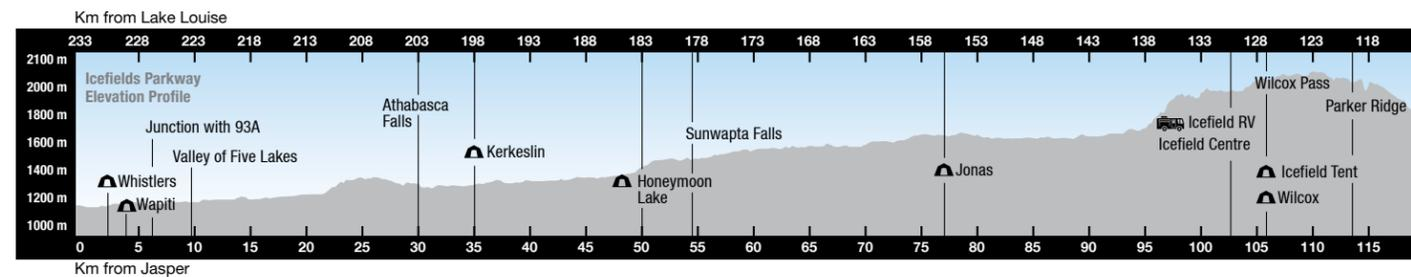 Km from Lake Louise
233 228 223 218 213 208 203 198 193 188 183 178 173 168 163 158 153 148 143 138 133 128 123 118
2100 m
2000 m
1800 m
1600 m
1400 m
1200 m
1000 m
Icefields Parkway
Elevation Profile
Junction with 93A
Valley of Five Lakes
Whistlers
Wapiti
Athabasca
Falls
Kerkeslin
Honeymoon
Lake
Sunwapta Falls
Jonas
Icefield RV
Icefield Centre
Wilcox Pass
Parker Ridge
Icefield Tent
Wilcox
0 5 10 15 20 25 30 35 40 45 50 55 60 65 70 75 80 85 90 95 100 105 110 115
Km from Jasper